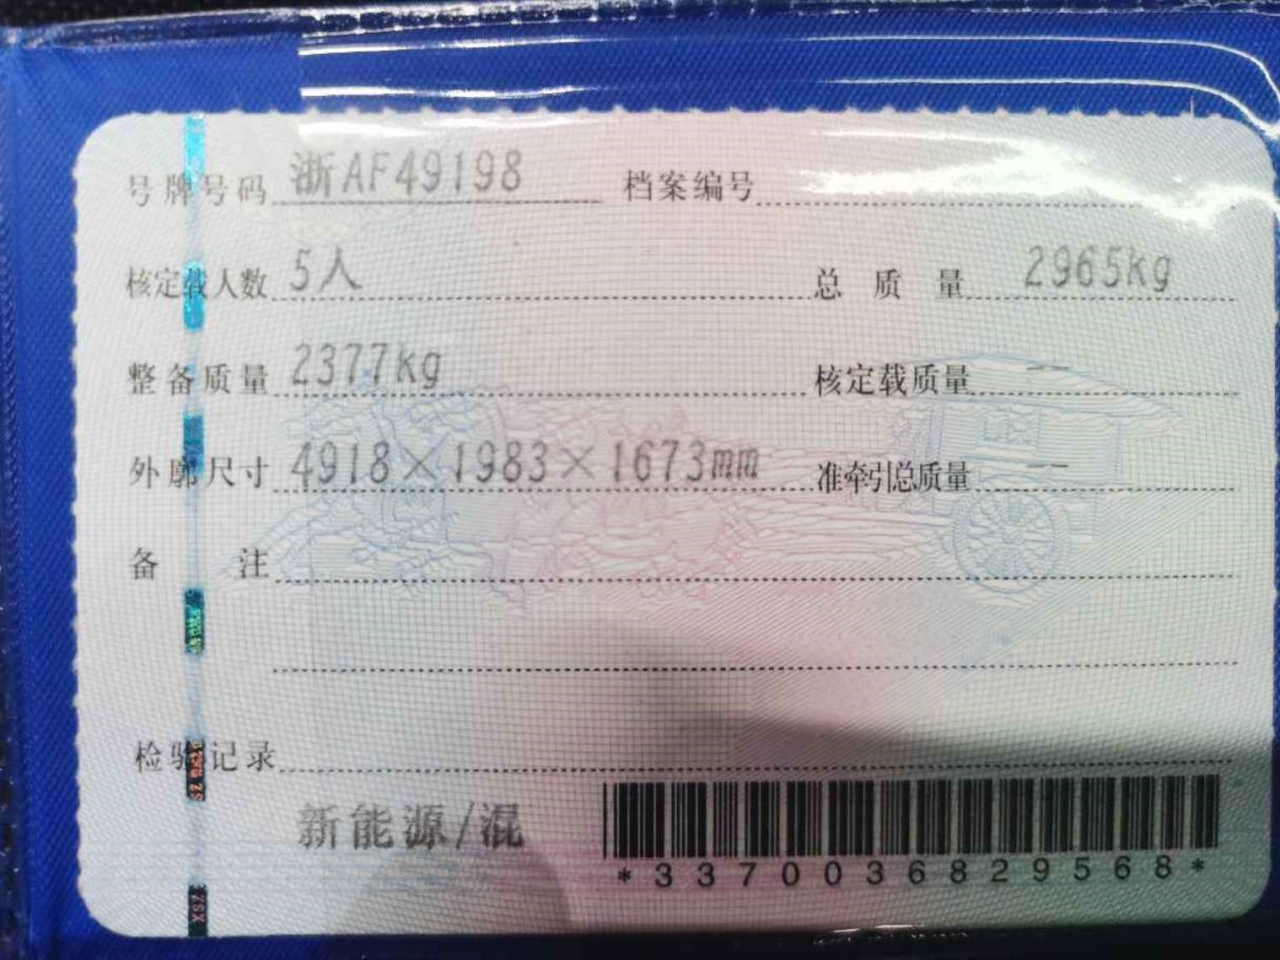 号牌号码 浙AF49198 档案编号
核定载人数 5人 总质量 2965kg
整备质量 2377kg 核定载质量 --
外廓尺寸 4918×1983×1673mm 准牵引总质量 --
备注
检验记录
新能源/混
*3370036829568*